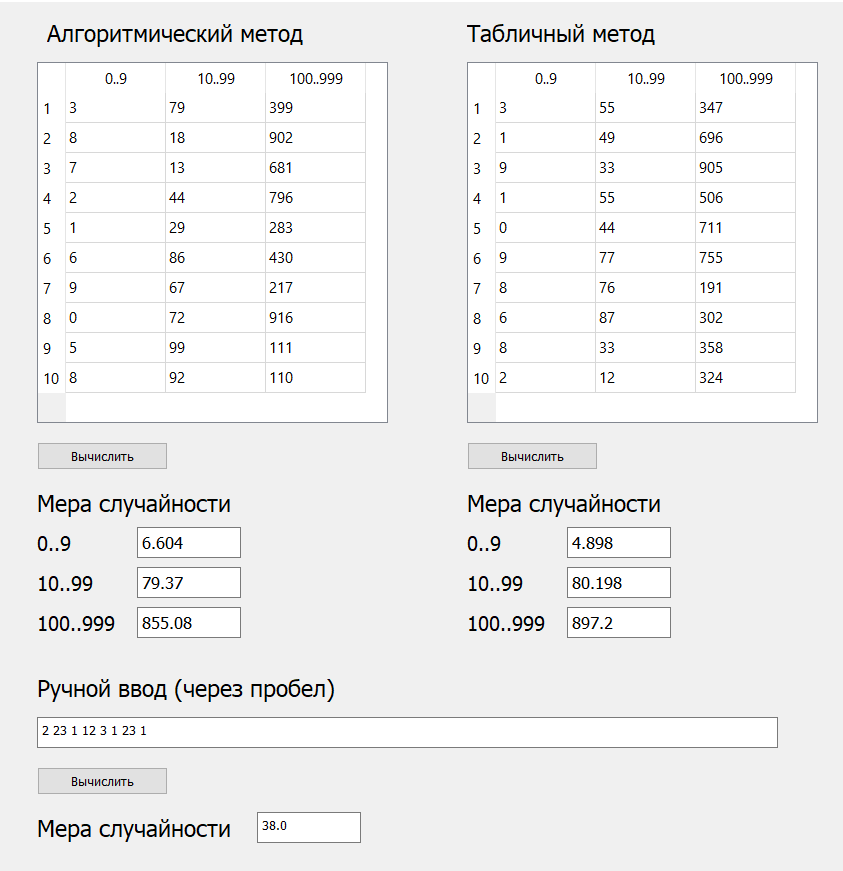 Алгоритмический метод
0..9 10..99 100..999
1 3 79 399
2 8 18 902
3 7 13 681
4 2 44 796
5 1 29 283
6 6 86 430
7 9 67 217
8 0 72 916
9 5 99 111
10 8 92 110
Вычислить
Мера случайности
0..9 6.604
10..99 79.37
100..999 855.08
Табличный метод
0..9 10..99 100..999
1 3 55 347
2 1 49 696
3 9 33 905
4 1 55 506
5 0 44 711
6 9 77 755
7 8 76 191
8 6 87 302
9 8 33 358
10 2 12 324
Вычислить
Мера случайности
0..9 4.898
10..99 80.198
100..999 897.2
Ручной ввод (через пробел)
2 23 1 12 3 1 23 1
Вычислить
Мера случайности 38.0